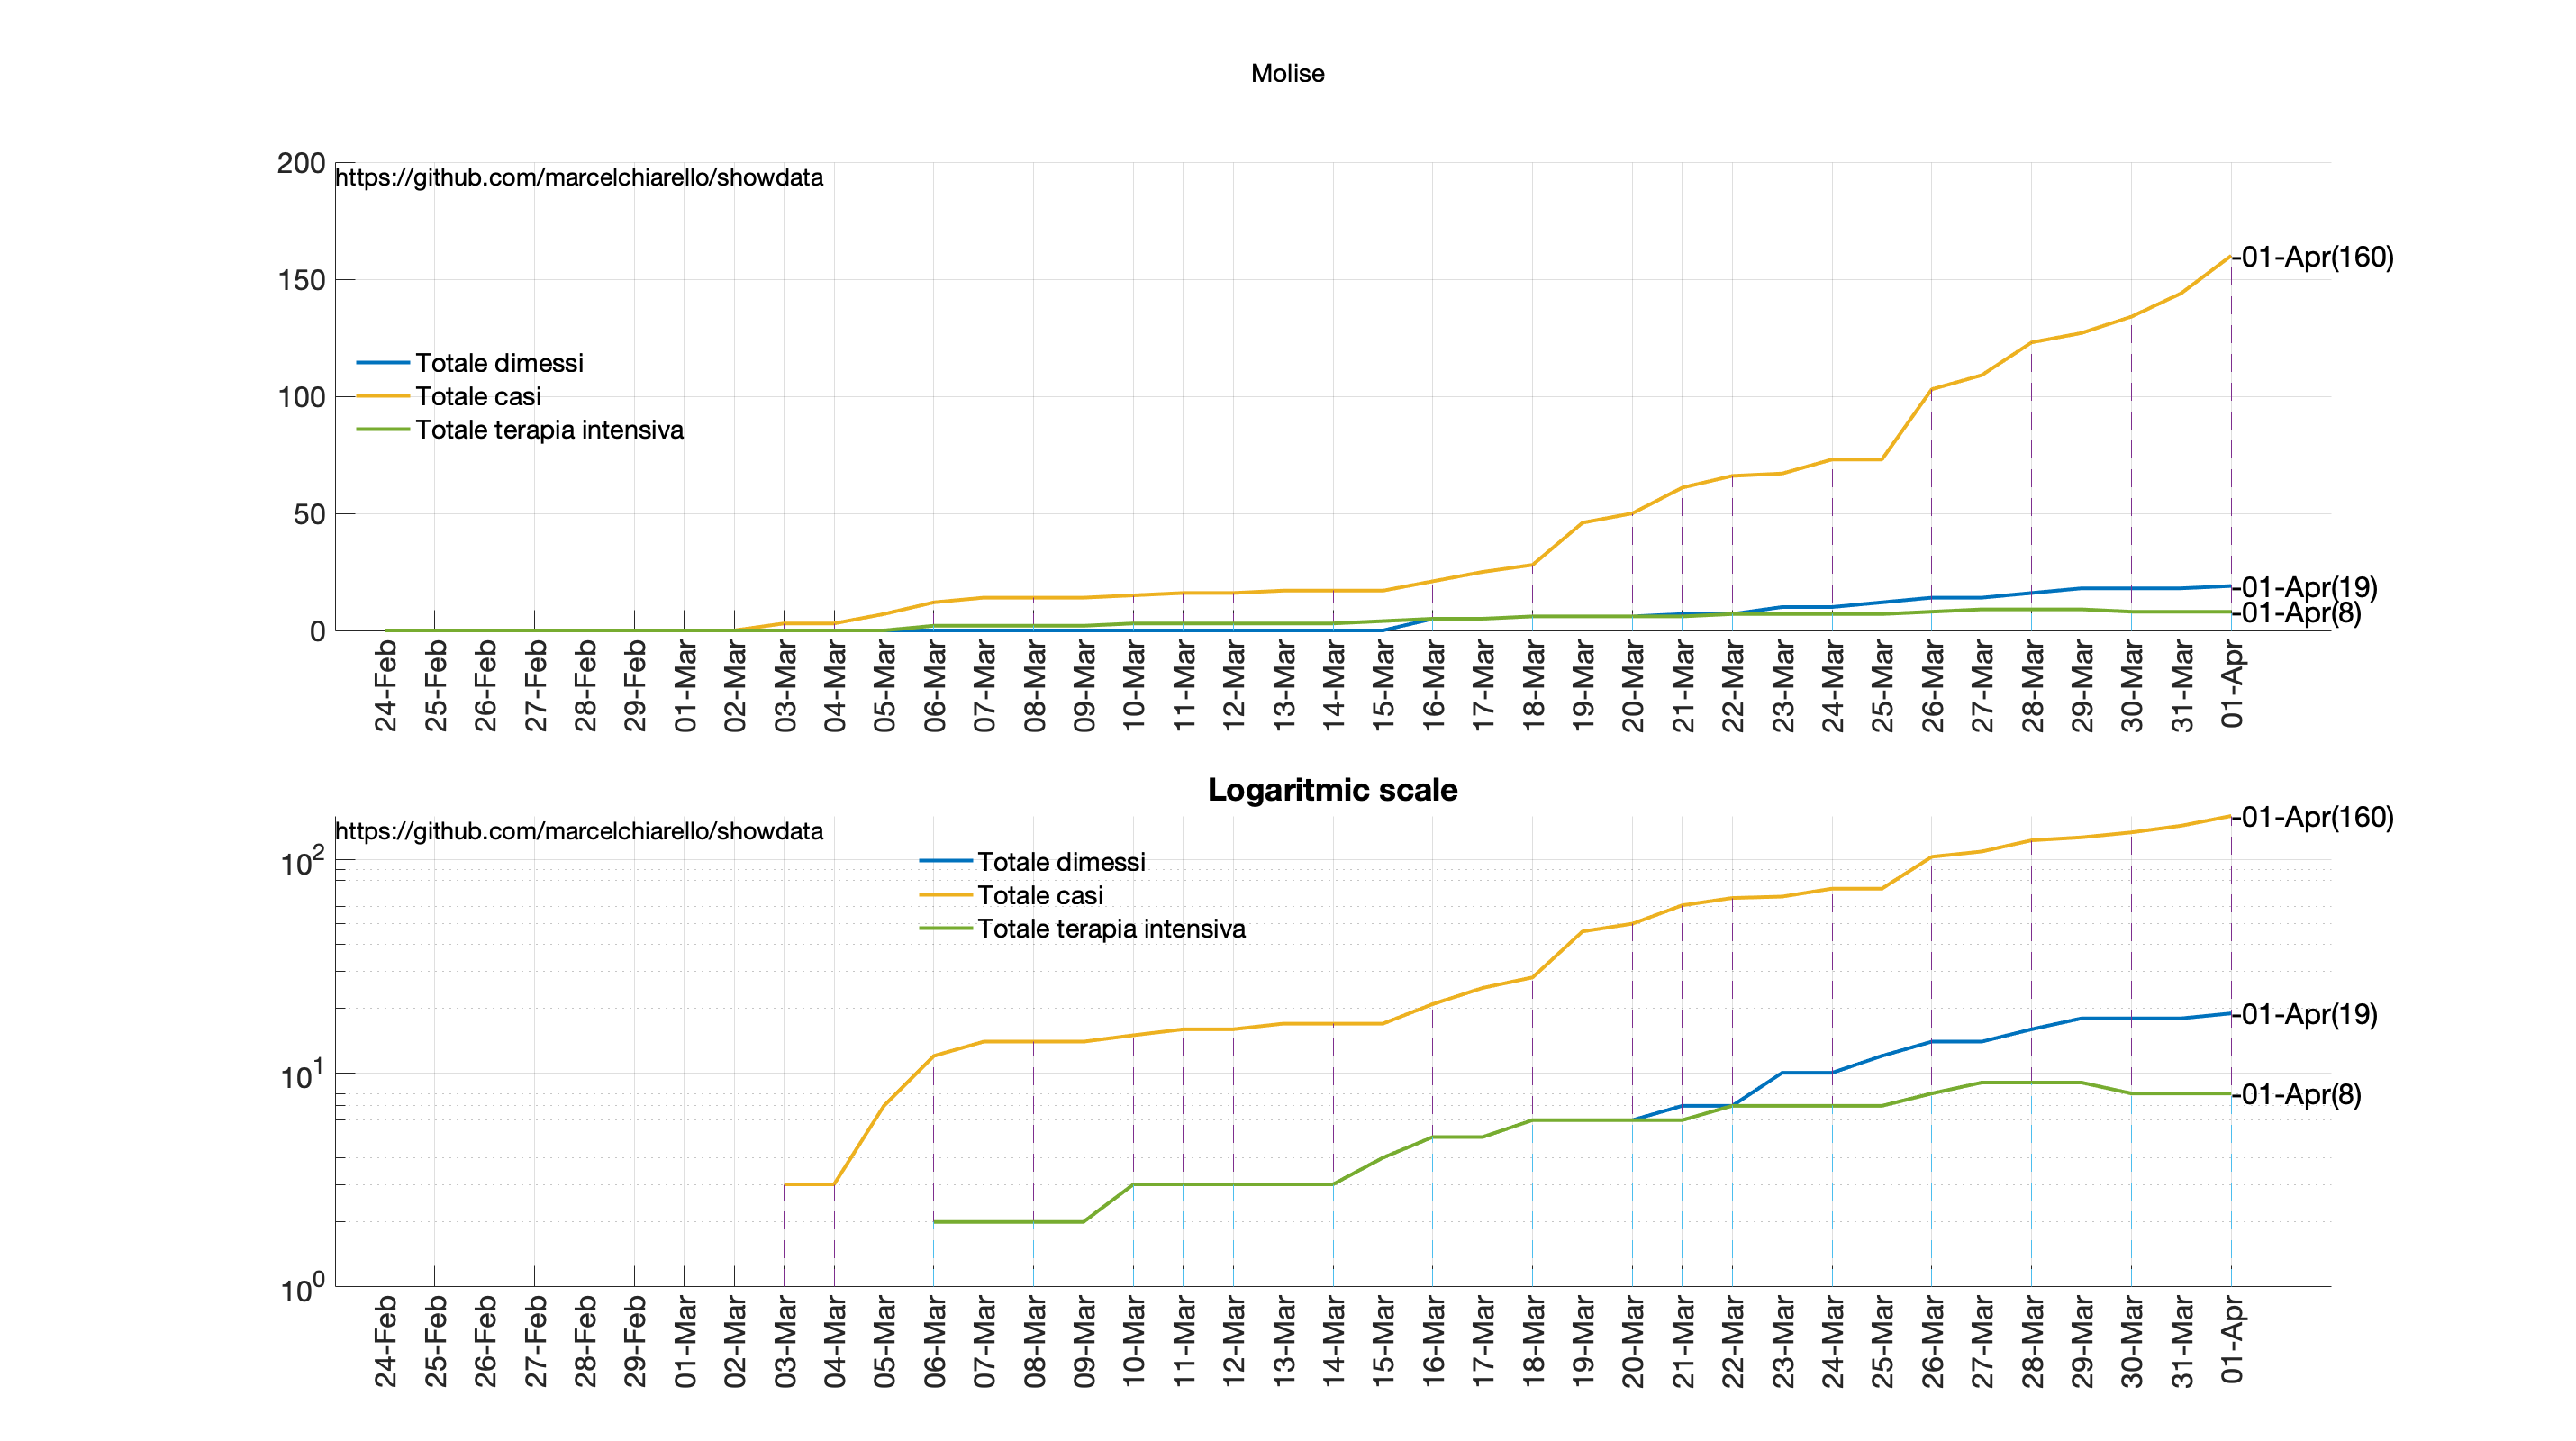 Molise
200
https://github.com/marcelchiarello/showdata
-01-Apr(160)
150
Totale dimessi
100
Totale casi
Totale terapia intensiva
50
-01-Apr(19)
-01-Apr(8)
0
24-Feb 25-Feb 26-Feb 27-Feb 28-Feb 29-Feb 01-Mar 02-Mar 03-Mar 04-Mar 05-Mar 06-Mar 07-Mar 08-Mar 09-Mar 10-Mar 11-Mar 12-Mar 13-Mar 14-Mar 15-Mar 16-Mar 17-Mar 18-Mar 19-Mar 20-Mar 21-Mar 22-Mar 23-Mar 24-Mar 25-Mar 26-Mar 27-Mar 28-Mar 29-Mar 30-Mar 31-Mar 01-Apr
Logaritmic scale
-01-Apr(160)
https://github.com/marcelchiarello/showdata
10²
Totale dimessi
Totale casi
Totale terapia intensiva
-01-Apr(19)
10¹
-01-Apr(8)
10⁰
24-Feb 25-Feb 26-Feb 27-Feb 28-Feb 29-Feb 01-Mar 02-Mar 03-Mar 04-Mar 05-Mar 06-Mar 07-Mar 08-Mar 09-Mar 10-Mar 11-Mar 12-Mar 13-Mar 14-Mar 15-Mar 16-Mar 17-Mar 18-Mar 19-Mar 20-Mar 21-Mar 22-Mar 23-Mar 24-Mar 25-Mar 26-Mar 27-Mar 28-Mar 29-Mar 30-Mar 31-Mar 01-Apr